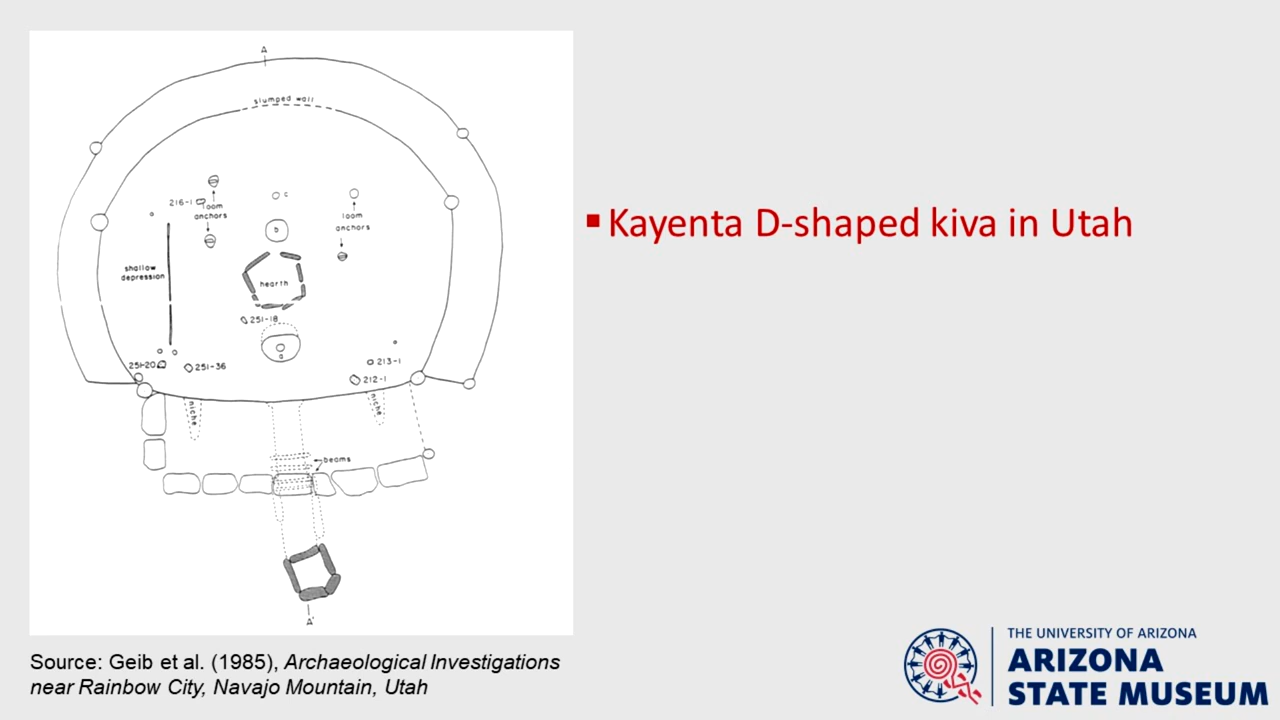 A
slumped wall
216-1
loom
anchors
c
loom
anchors
b
shallow
depression
hearth
251-18
a
251-20
251-36
213-1
212-1
niche
niche
beams
A'
▪ Kayenta D-shaped kiva in Utah
Source: Geib et al. (1985), Archaeological Investigations
near Rainbow City, Navajo Mountain, Utah
THE UNIVERSITY OF ARIZONA
ARIZONA
STATE MUSEUM